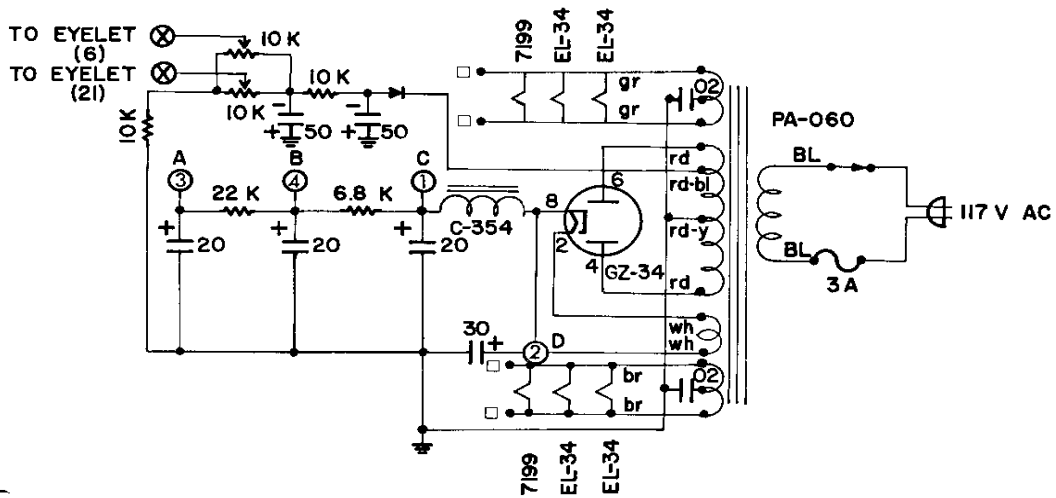 7199
EL-34
EL-34
TO EYELET
(6)
10 K
TO EYELET
(21)
10 K
10K
10K
-
+
50
-
+
50
gr
gr
02
PA-060
BL
117 V AC
BL
3 A
rd
rd-bl
rd-y
rd
6
8
2
4
GZ-34
A
3
B
4
C
1
22 K
6.8 K
C-354
+
20
+
20
+
20
30
+
2
D
wh
wh
br
br
02
7199
EL-34
EL-34